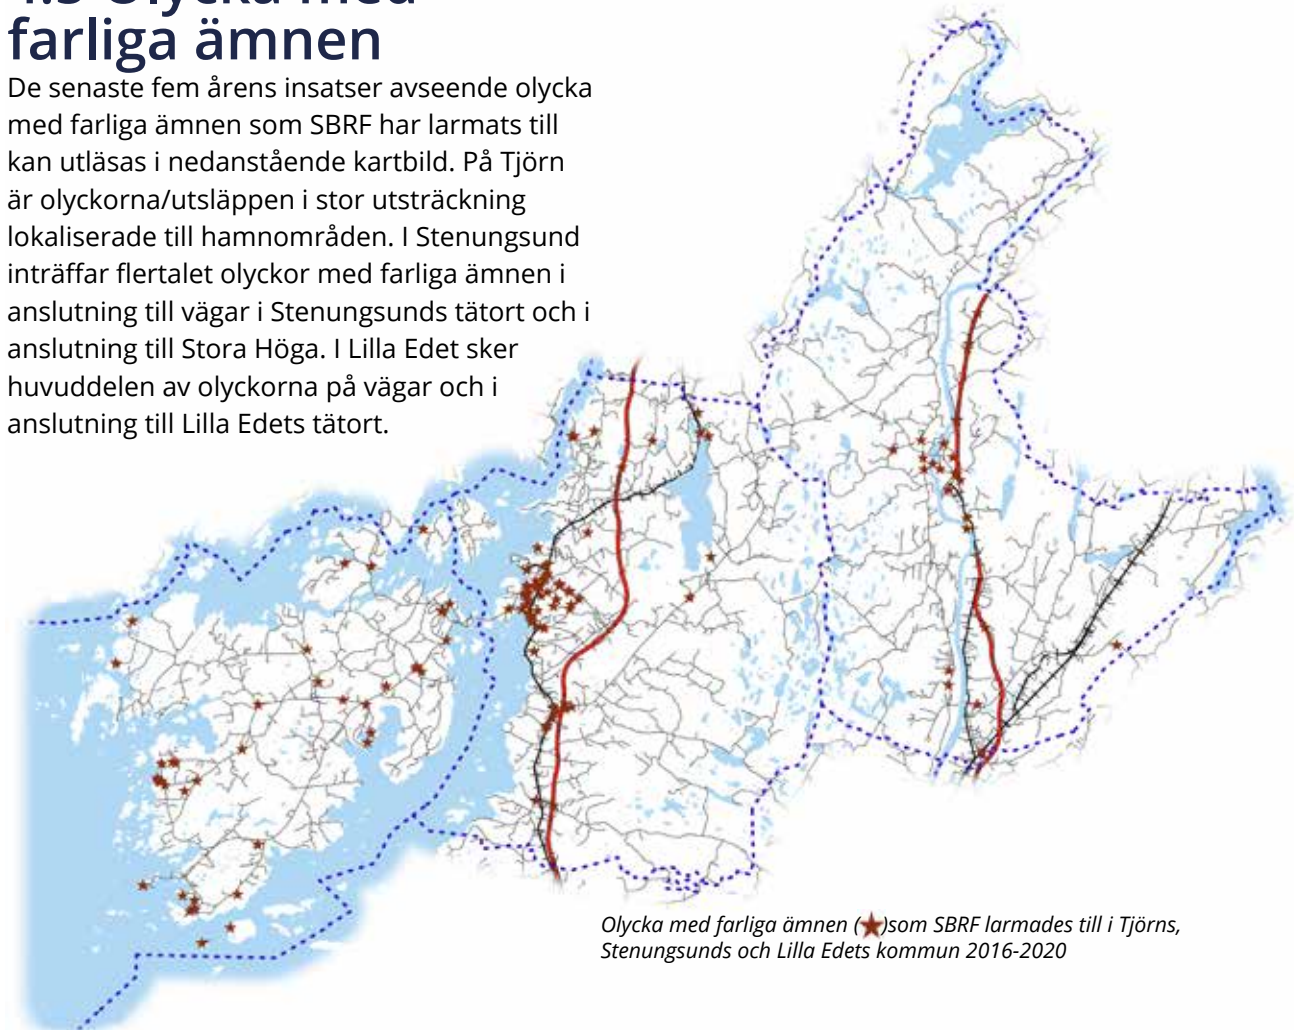 4.3 Olycka med
farliga ämnen
De senaste fem årens insatser avseende olycka
med farliga ämnen som SBRF har larmats till
kan utläsas i nedanstående kartbild. På Tjörn
är olyckorna/utsläppen i stor utsträckning
lokaliserade till hamnområden. I Stenungsund
inträffar flertalet olyckor med farliga ämnen i
anslutning till vägar i Stenungsunds tätort och i
anslutning till Stora Höga. I Lilla Edet sker
huvuddelen av olyckorna på vägar och i
anslutning till Lilla Edets tätort.
Olycka med farliga ämnen (★)som SBRF larmades till i Tjörns,
Stenungsunds och Lilla Edets kommun 2016-2020